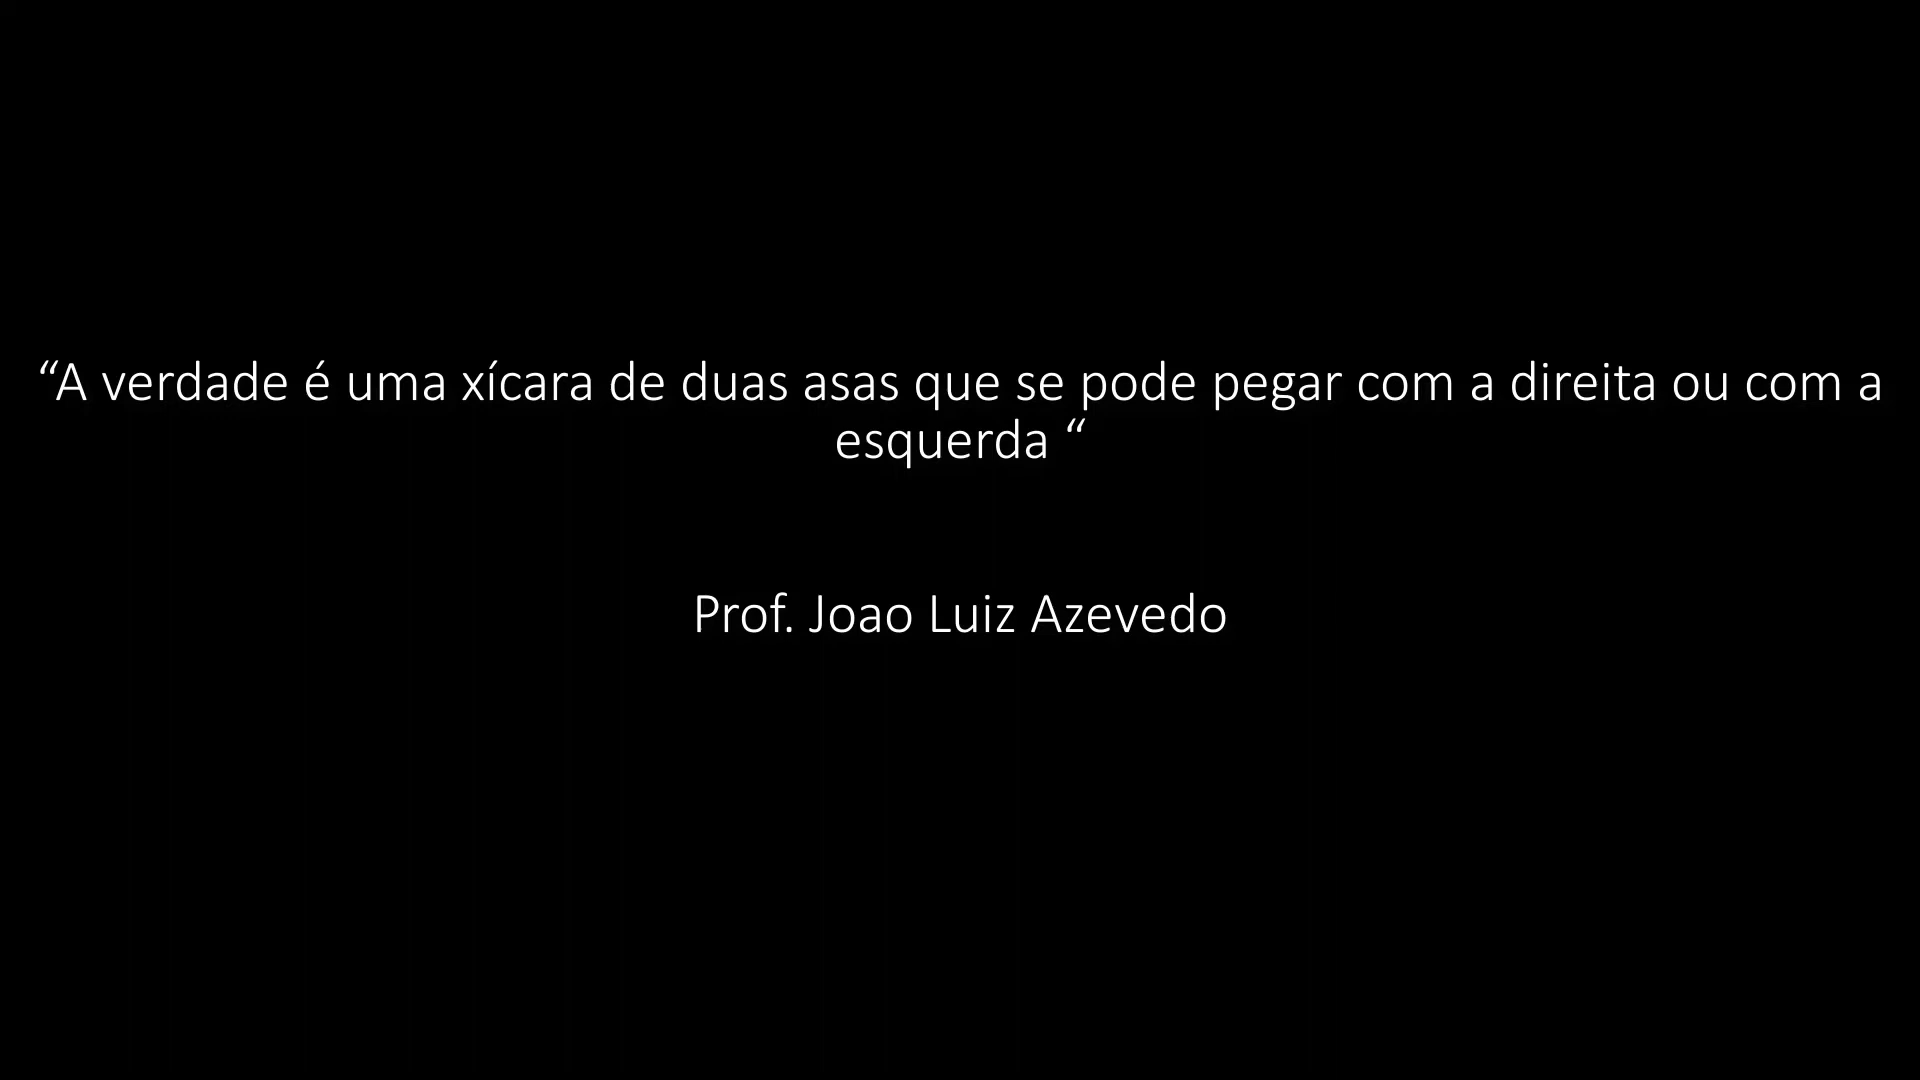 “A verdade é uma xícara de duas asas que se pode pegar com a direita ou com a
esquerda “
Prof. Joao Luiz Azevedo